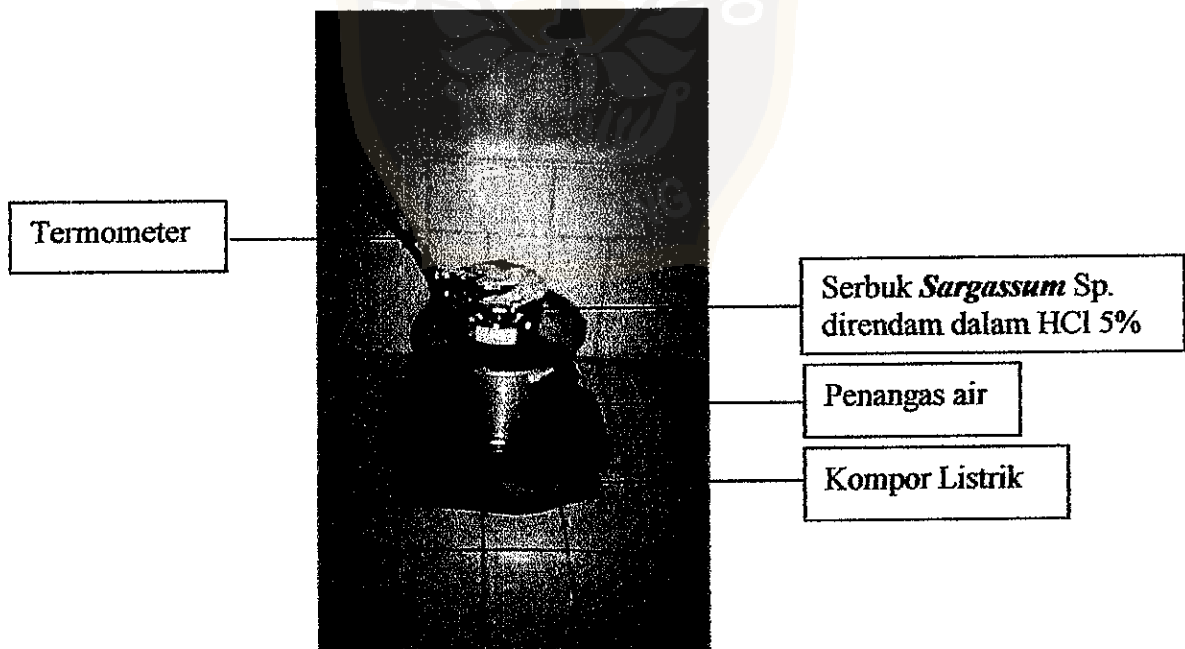 Termometer
Serbuk Sargassum Sp.
direndam dalam HCl 5%
Penangas air
Kompor Listrik